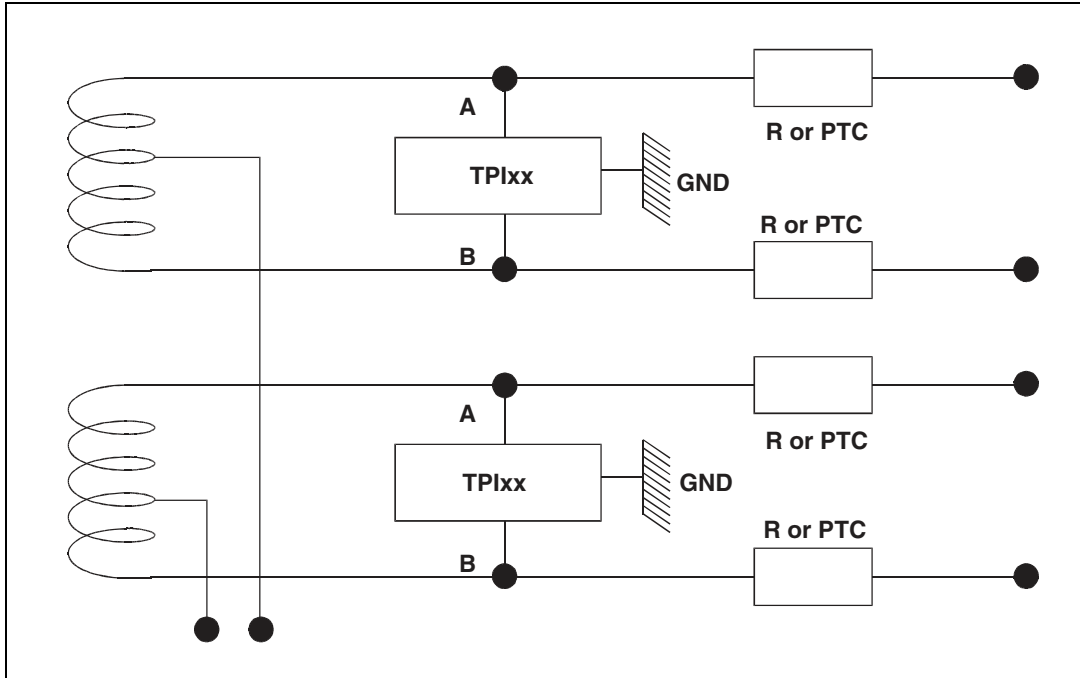 A
R or PTC
TPIxx
GND
R or PTC
B
A
R or PTC
TPIxx
GND
R or PTC
B